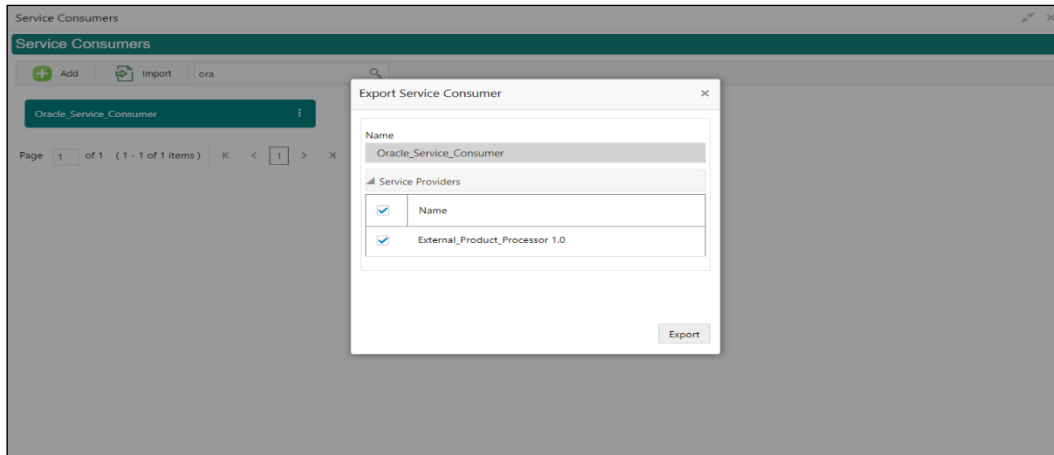 Service Consumers
Service Consumers
Add Import ora
Oracle_Service_Consumer
Page 1 of 1 (1 - 1 of 1 items) K < 1 > >|
Export Service Consumer ×
Name
Oracle_Service_Consumer
Service Providers
Name
External_Product_Processor 1.0
Export